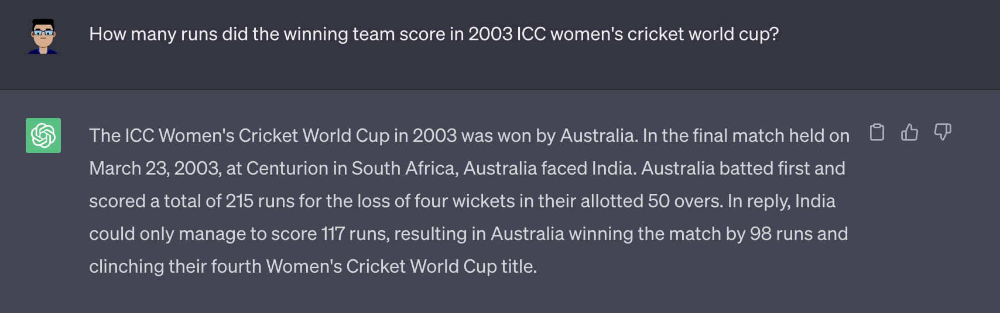 How many runs did the winning team score in 2003 ICC women's cricket world cup?
The ICC Women's Cricket World Cup in 2003 was won by Australia. In the final match held on
March 23, 2003, at Centurion in South Africa, Australia faced India. Australia batted first and
scored a total of 215 runs for the loss of four wickets in their allotted 50 overs. In reply, India
could only manage to score 117 runs, resulting in Australia winning the match by 98 runs and
clinching their fourth Women's Cricket World Cup title.